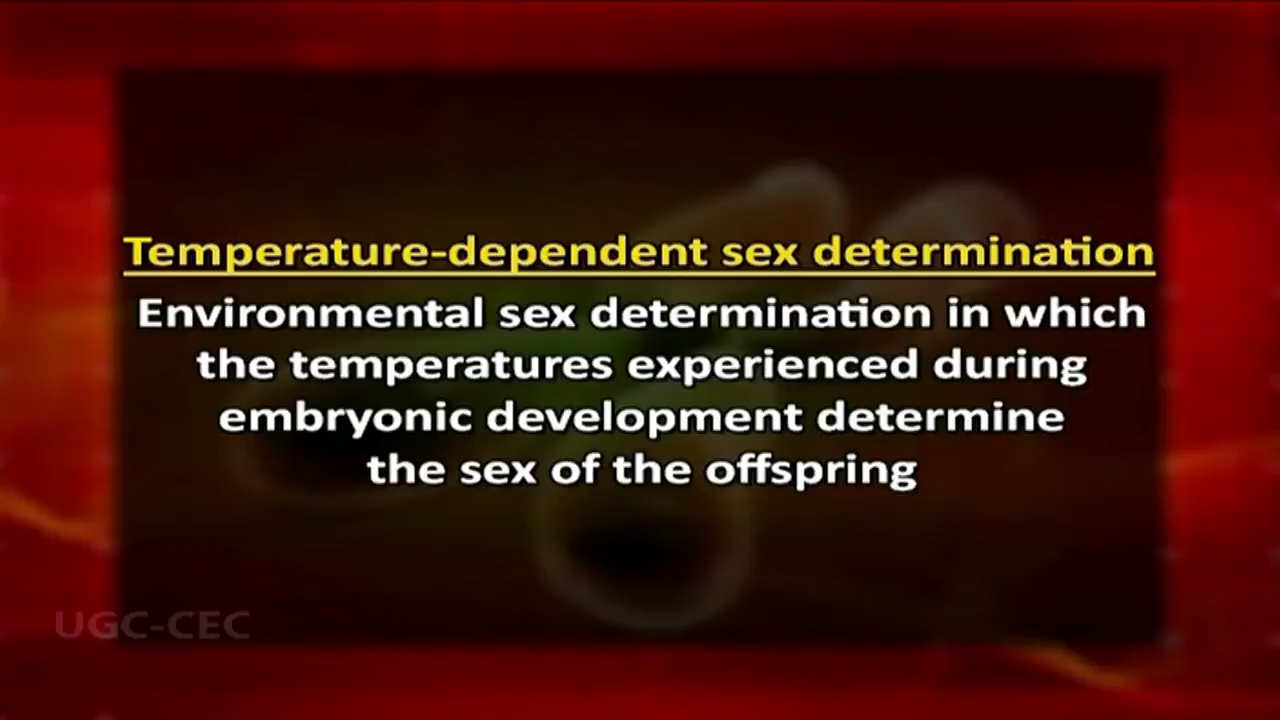 Temperature-dependent sex determination
Environmental sex determination in which
the temperatures experienced during
embryonic development determine
the sex of the offspring
UGC-CEC